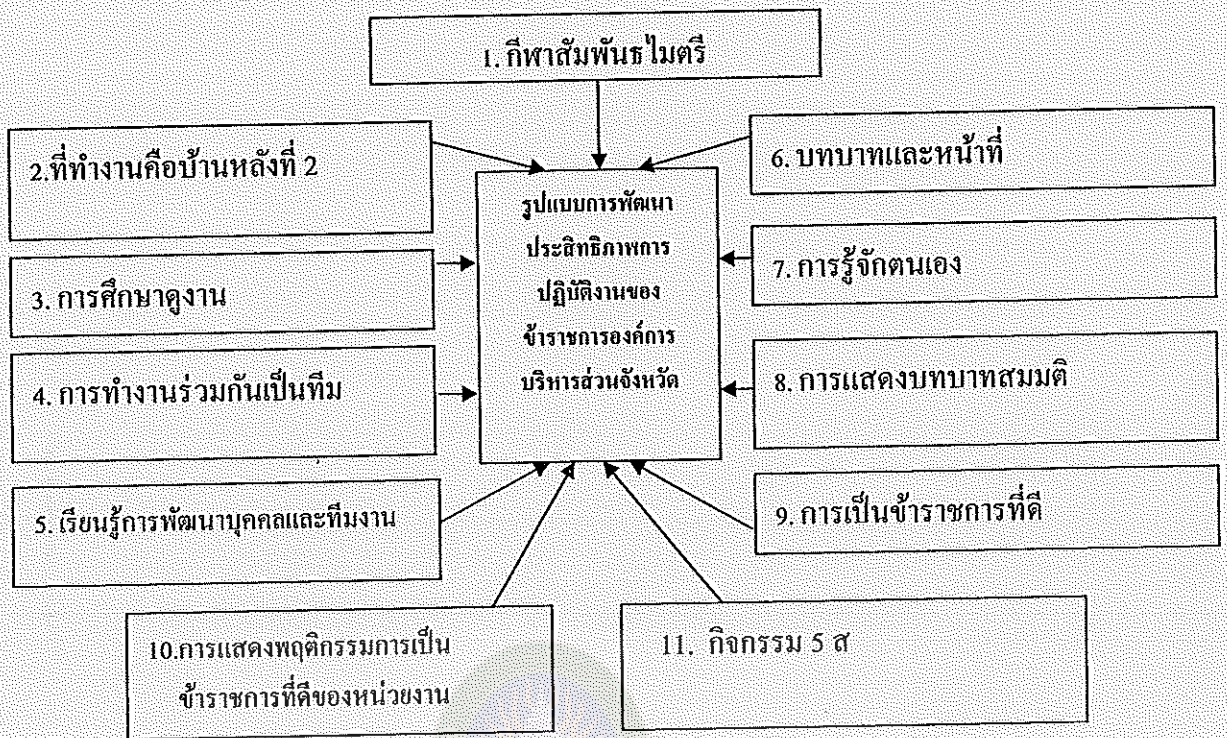 1. กีฬาสัมพันธไมตรี
2.ที่ทำงานคือบ้านหลังที่ 2
3. การศึกษาดูงาน
4. การทำงานร่วมกันเป็นทีม
5. เรียนรู้การพัฒนาบุคคลและทีมงาน
รูปแบบการพัฒนา
ประสิทธิภาพการ
ปฏิบัติงานของ
ข้าราชการองค์การ
บริหารส่วนจังหวัด
6. บทบาทและหน้าที่
7. การรู้จักตนเอง
8. การแสดงบทบาทสมมติ
9. การเป็นข้าราชการที่ดี
10.การแสดงพฤติกรรมการเป็น
ข้าราชการที่ดีของหน่วยงาน
11. กิจกรรม 5 ส